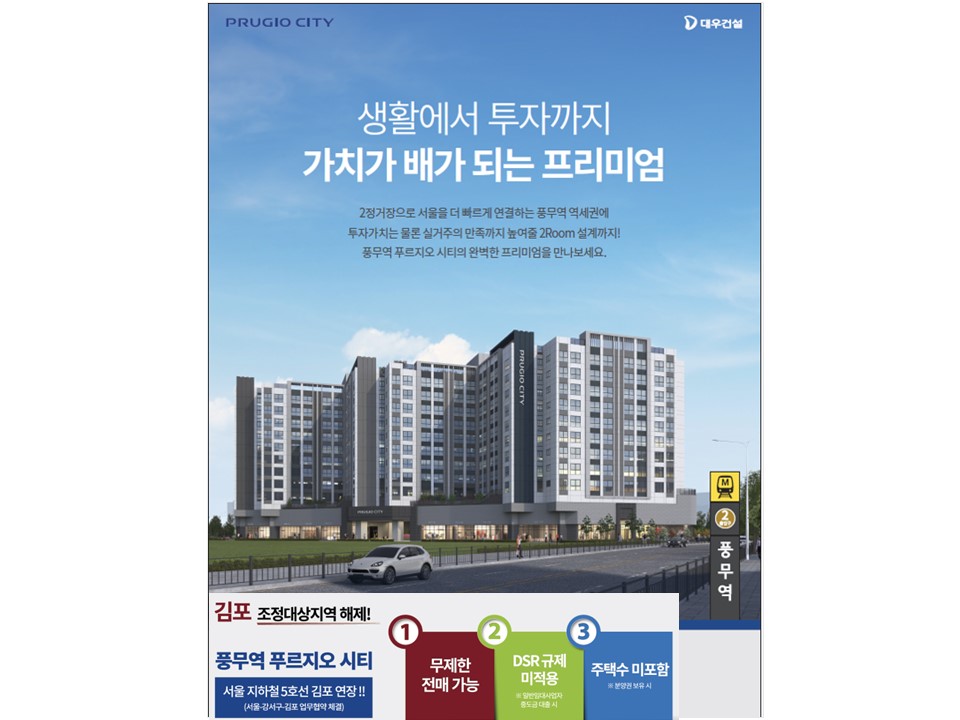 PRUGIO CITY
대우건설
생활에서 투자까지
가치가 배가 되는 프리미엄
2정거장으로 서울을 더 빠르게 연결하는 풍무역 역세권에
투자가치는 물론 실거주의 만족까지 높여줄 2Room 설계까지!
풍무역 푸르지오 시티의 완벽한 프리미엄을 만나보세요.
PRUGIO CITY
PRUGIO CITY
M
2
풍무역
김포 조정대상지역 해제!
풍무역 푸르지오 시티
서울 지하철 5호선 김포 연장 !!
(서울·강서구·김포 업무협약 체결)
1
무제한
전매 가능
2
DSR 규제
미적용
※ 일반임대사업자
중도금 대출 시
3
주택수 미포함
※ 분양권 보유 시